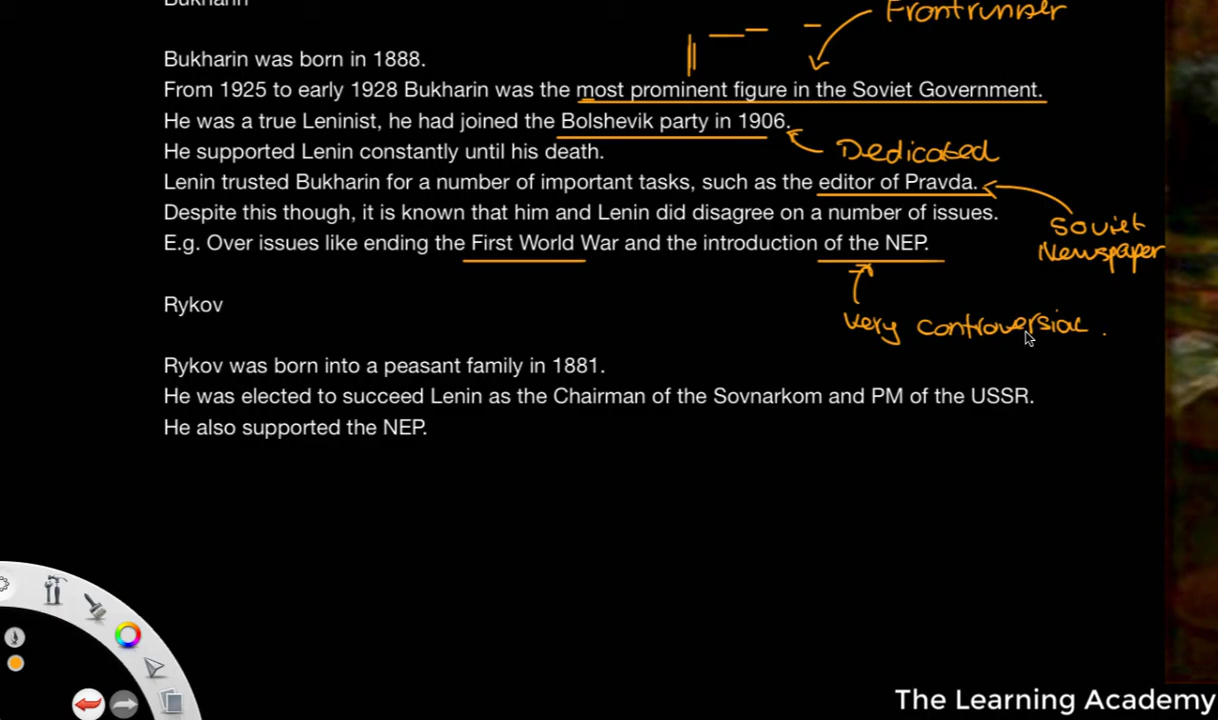 Bukharin
Frontrunner
Bukharin was born in 1888.
From 1925 to early 1928 Bukharin was the most prominent figure in the Soviet Government.
He was a true Leninist, he had joined the Bolshevik party in 1906.
Dedicated
He supported Lenin constantly until his death.
Lenin trusted Bukharin for a number of important tasks, such as the editor of Pravda.
Soviet
Newspaper
Despite this though, it is known that him and Lenin did disagree on a number of issues.
E.g. Over issues like ending the First World War and the introduction of the NEP.
Very controversial.
Rykov
Rykov was born into a peasant family in 1881.
He was elected to succeed Lenin as the Chairman of the Sovnarkom and PM of the USSR.
He also supported the NEP.
The Learning Academy